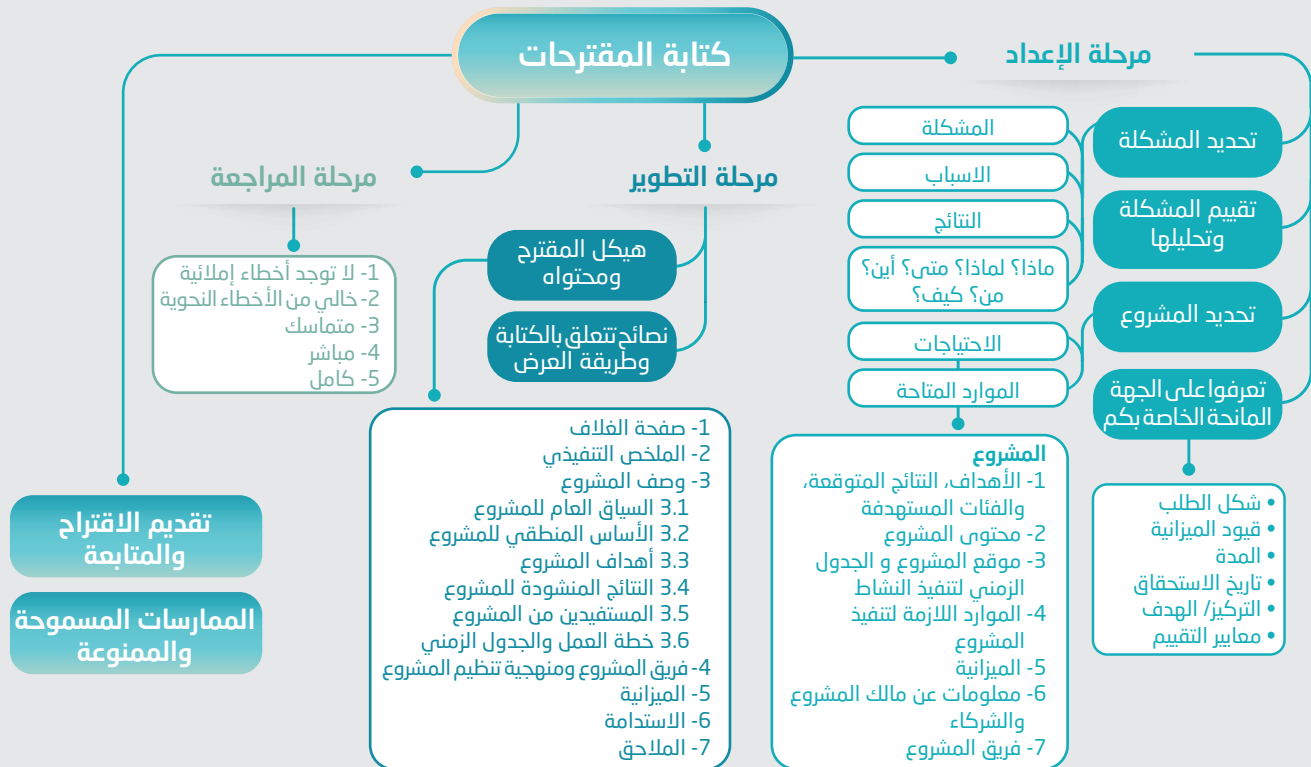 كتابة المقترحات
مرحلة الإعداد
تحديد المشكلة
تقييم المشكلة
وتحليلها
تحديد المشروع
تعرفوا على الجهة
المانحة الخاصة بكم
المشكلة
الاسباب
النتائج
ماذا؟ لماذا؟ متى؟ أين؟
من؟ كيف؟
الاحتياجات
الموارد المتاحة
• شكل الطلب
• قيود الميزانية
• المدة
• تاريخ الاستحقاق
• التركيز/ الهدف
• معايير التقييم
المشروع
1- الأهداف، النتائج المتوقعة،
والفئات المستهدفة
2- محتوى المشروع
3- موقع المشروع و الجدول
الزمني لتنفيذ النشاط
4- الموارد اللازمة لتنفيذ
المشروع
5- الميزانية
6- معلومات عن مالك المشروع
والشركاء
7- فريق المشروع
مرحلة التطوير
هيكل المقترح
ومحتواه
نصائح تتعلق بالكتابة
وطريقة العرض
1- صفحة الغلاف
2- الملخص التنفيذي
3- وصف المشروع
3.1 السياق العام للمشروع
3.2 الأساس المنطقي للمشروع
3.3 أهداف المشروع
3.4 النتائج المنشودة للمشروع
3.5 المستفيدين من المشروع
3.6 خطة العمل والجدول الزمني
4- فريق المشروع ومنهجية تنظيم المشروع
5- الميزانية
6- الاستدامة
7- الملاحق
مرحلة المراجعة
1- لا توجد أخطاء إملائية
2- خالي من الأخطاء النحوية
3- متماسك
4- مباشر
5- كامل
تقديم الاقتراح
والمتابعة
الممارسات المسموحة
والممنوعة